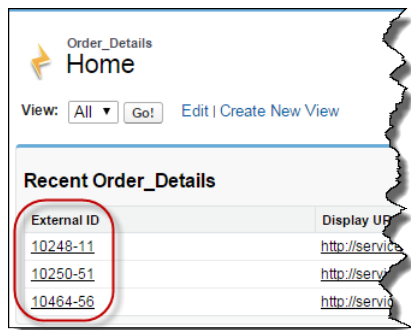 Order_Details
Home
View: All Go! Edit | Create New View
Recent Order_Details
External ID Display UR
10248-11 http://service
10250-51 http://servi
10464-56 http://servic